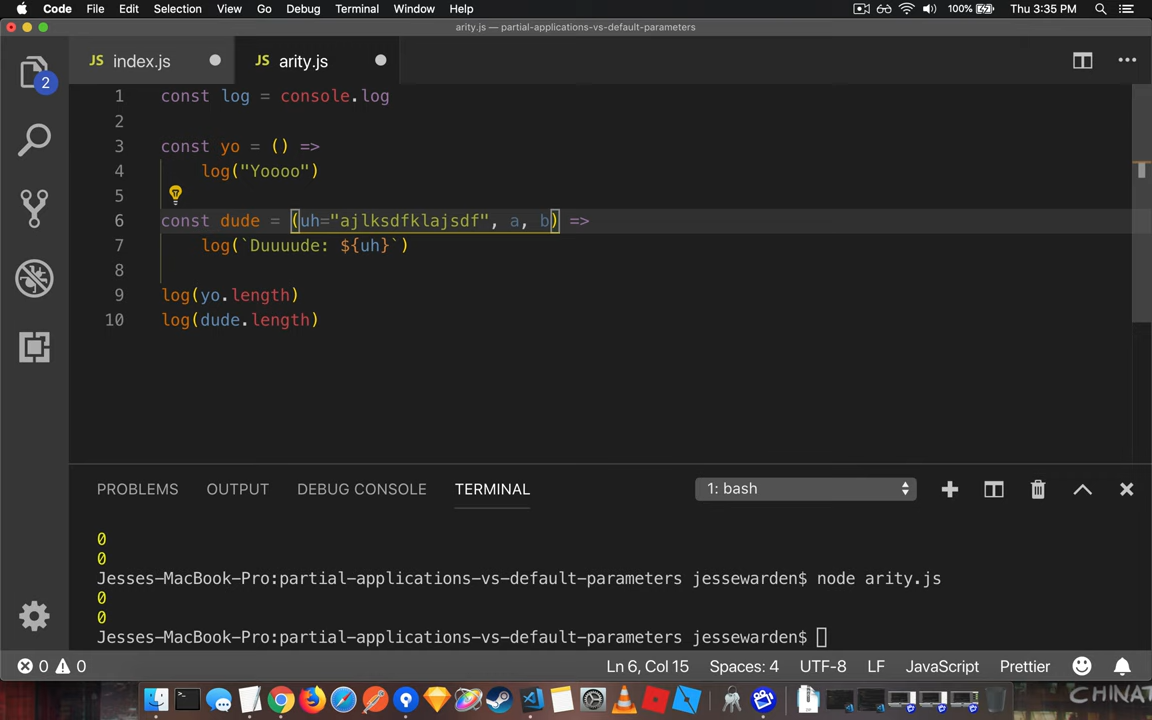 Code File Edit Selection View Go Debug Terminal Window Help 100% Thu 3:35 PM
arity.js — partial-applications-vs-default-parameters
JS index.js JS arity.js
2
1 const log = console.log
2
3 const yo = () =>
4 log("Yoooo")
5
6 const dude = (uh="ajlksdfklajsdf", a, b) =>
7 log(`Duuuude: ${uh}`)
8
9 log(yo.length)
10 log(dude.length)
PROBLEMS OUTPUT DEBUG CONSOLE TERMINAL 1: bash
0
0
Jesses-MacBook-Pro:partial-applications-vs-default-parameters jessewarden$ node arity.js
0
0
Jesses-MacBook-Pro:partial-applications-vs-default-parameters jessewarden$
0 0 Ln 6, Col 15 Spaces: 4 UTF-8 LF JavaScript Prettier
CHINAT